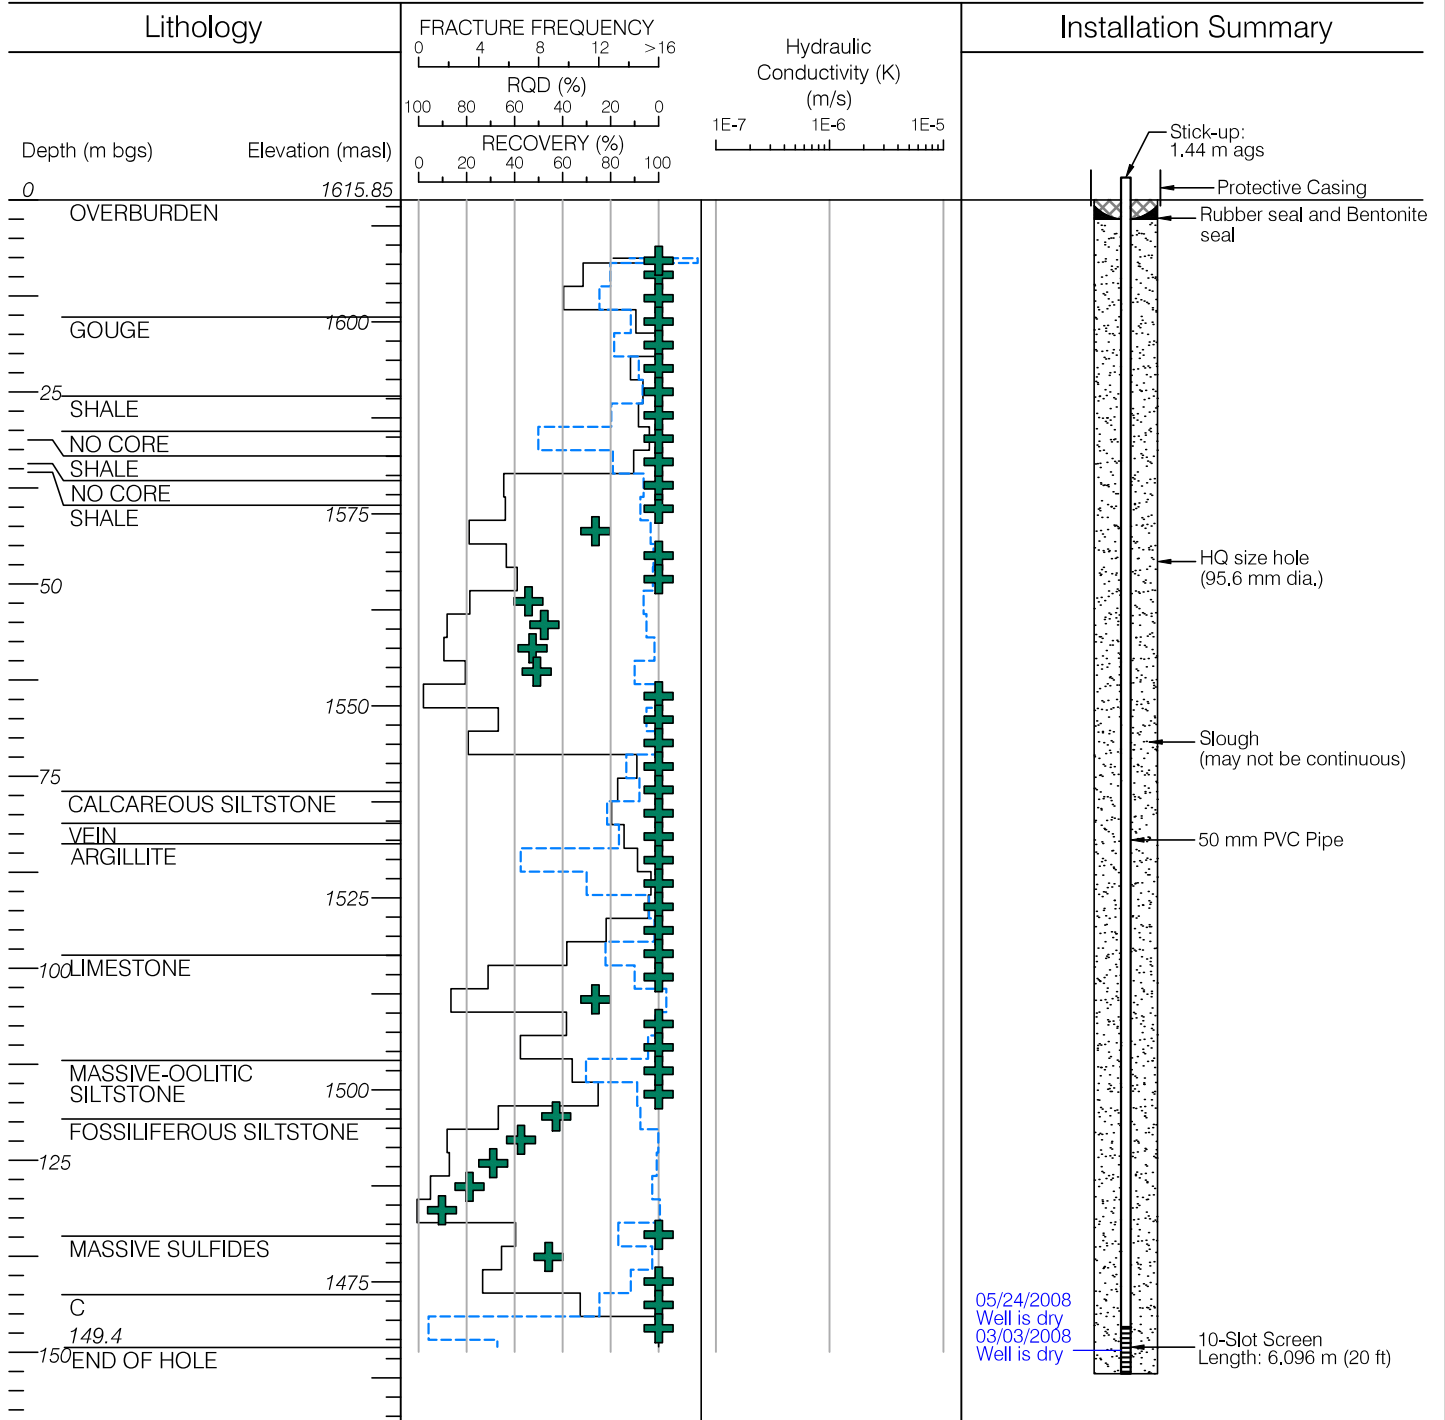 Lithology
FRACTURE FREQUENCY
0 4 8 12 >16
RQD (%)
100 80 60 40 20 0
RECOVERY (%)
0 20 40 60 80 100
Hydraulic
Conductivity (K)
(m/s)
1E-7 1E-6 1E-5
Installation Summary
Depth (m bgs) Elevation (masl)
0 1615.85
OVERBURDEN
1600
GOUGE
25
SHALE
NO CORE
SHALE
NO CORE
SHALE
1575
50
1550
75
CALCAREOUS SILTSTONE
VEIN
ARGILLITE
1525
100 LIMESTONE
MASSIVE-OOLITIC
SILTSTONE
1500
FOSSILIFEROUS SILTSTONE
125
MASSIVE SULFIDES
1475
C
149.4
150 END OF HOLE
Stick-up:
1.44 m ags
Protective Casing
Rubber seal and Bentonite
seal
HQ size hole
(95.6 mm dia.)
Slough
(may not be continuous)
50 mm PVC Pipe
05/24/2008
Well is dry
03/03/2008
Well is dry
10-Slot Screen
Length: 6.096 m (20 ft)